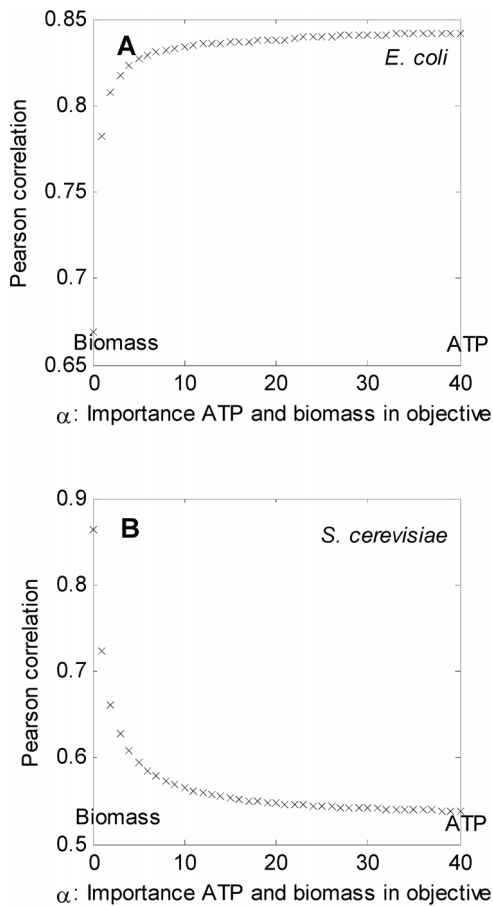 0.85
A
E. coli
0.8
0.75
0.7
0.65
Pearson correlation
Biomass
ATP
0 10 20 30 40
α: Importance ATP and biomass in objective
0.9
B
S. cerevisiae
0.8
0.7
0.6
0.5
Pearson correlation
Biomass
ATP
0 10 20 30 40
α: Importance ATP and biomass in objective